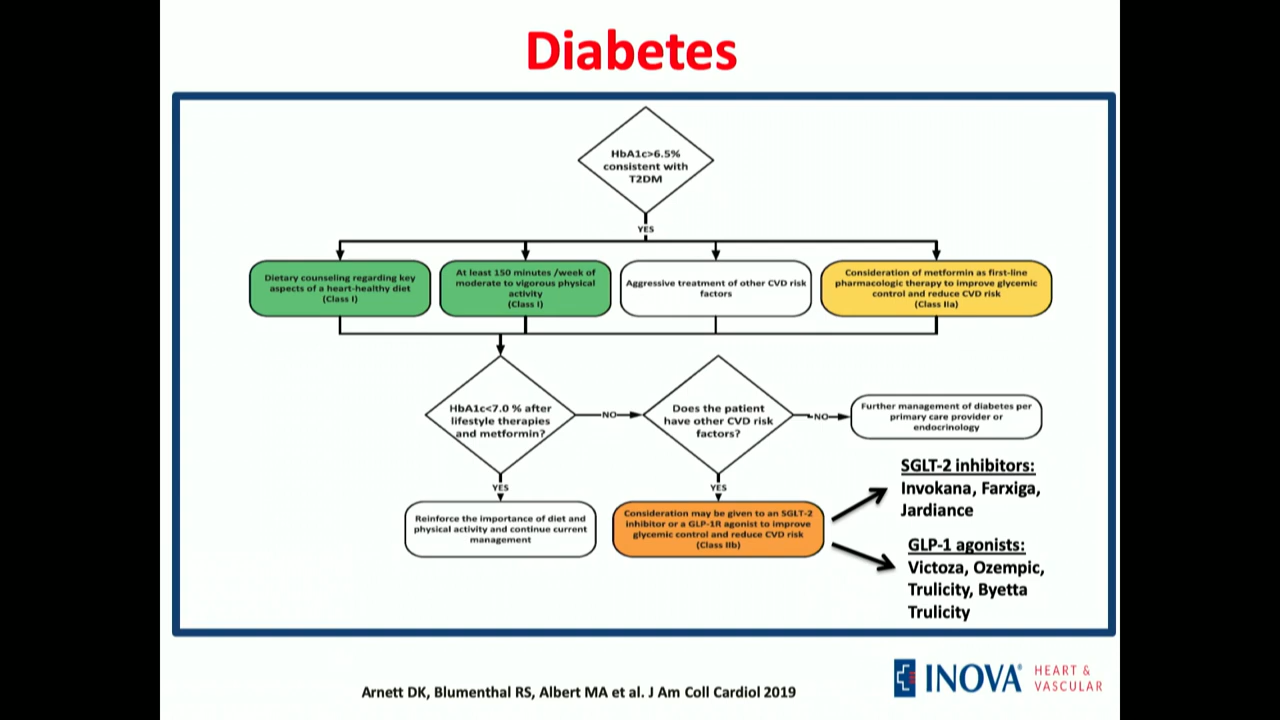 Diabetes
HbA1c>6.5%
consistent with
T2DM
YES
Dietary counseling regarding key
aspects of a heart-healthy diet
(Class I)
At least 150 minutes /week of
moderate to vigorous physical
activity
(Class I)
Aggressive treatment of other CVD risk
factors
Consideration of metformin as first-line
pharmacologic therapy to improve glycemic
control and reduce CVD risk
(Class IIa)
HbA1c<7.0 % after
lifestyle therapies
and metformin?
NO
Does the patient
have other CVD risk
factors?
NO
Further management of diabetes per
primary care provider or
endocrinology
YES
YES
Reinforce the importance of diet and
physical activity and continue current
management
Consideration may be given to an SGLT-2
inhibitor or a GLP-1R agonist to improve
glycemic control and reduce CVD risk
(Class IIb)
SGLT-2 inhibitors:
Invokana, Farxiga,
Jardiance
GLP-1 agonists:
Victoza, Ozempic,
Trulicity, Byetta
Trulicity
Arnett DK, Blumenthal RS, Albert MA et al. J Am Coll Cardiol 2019
INOVA®
HEART &
VASCULAR